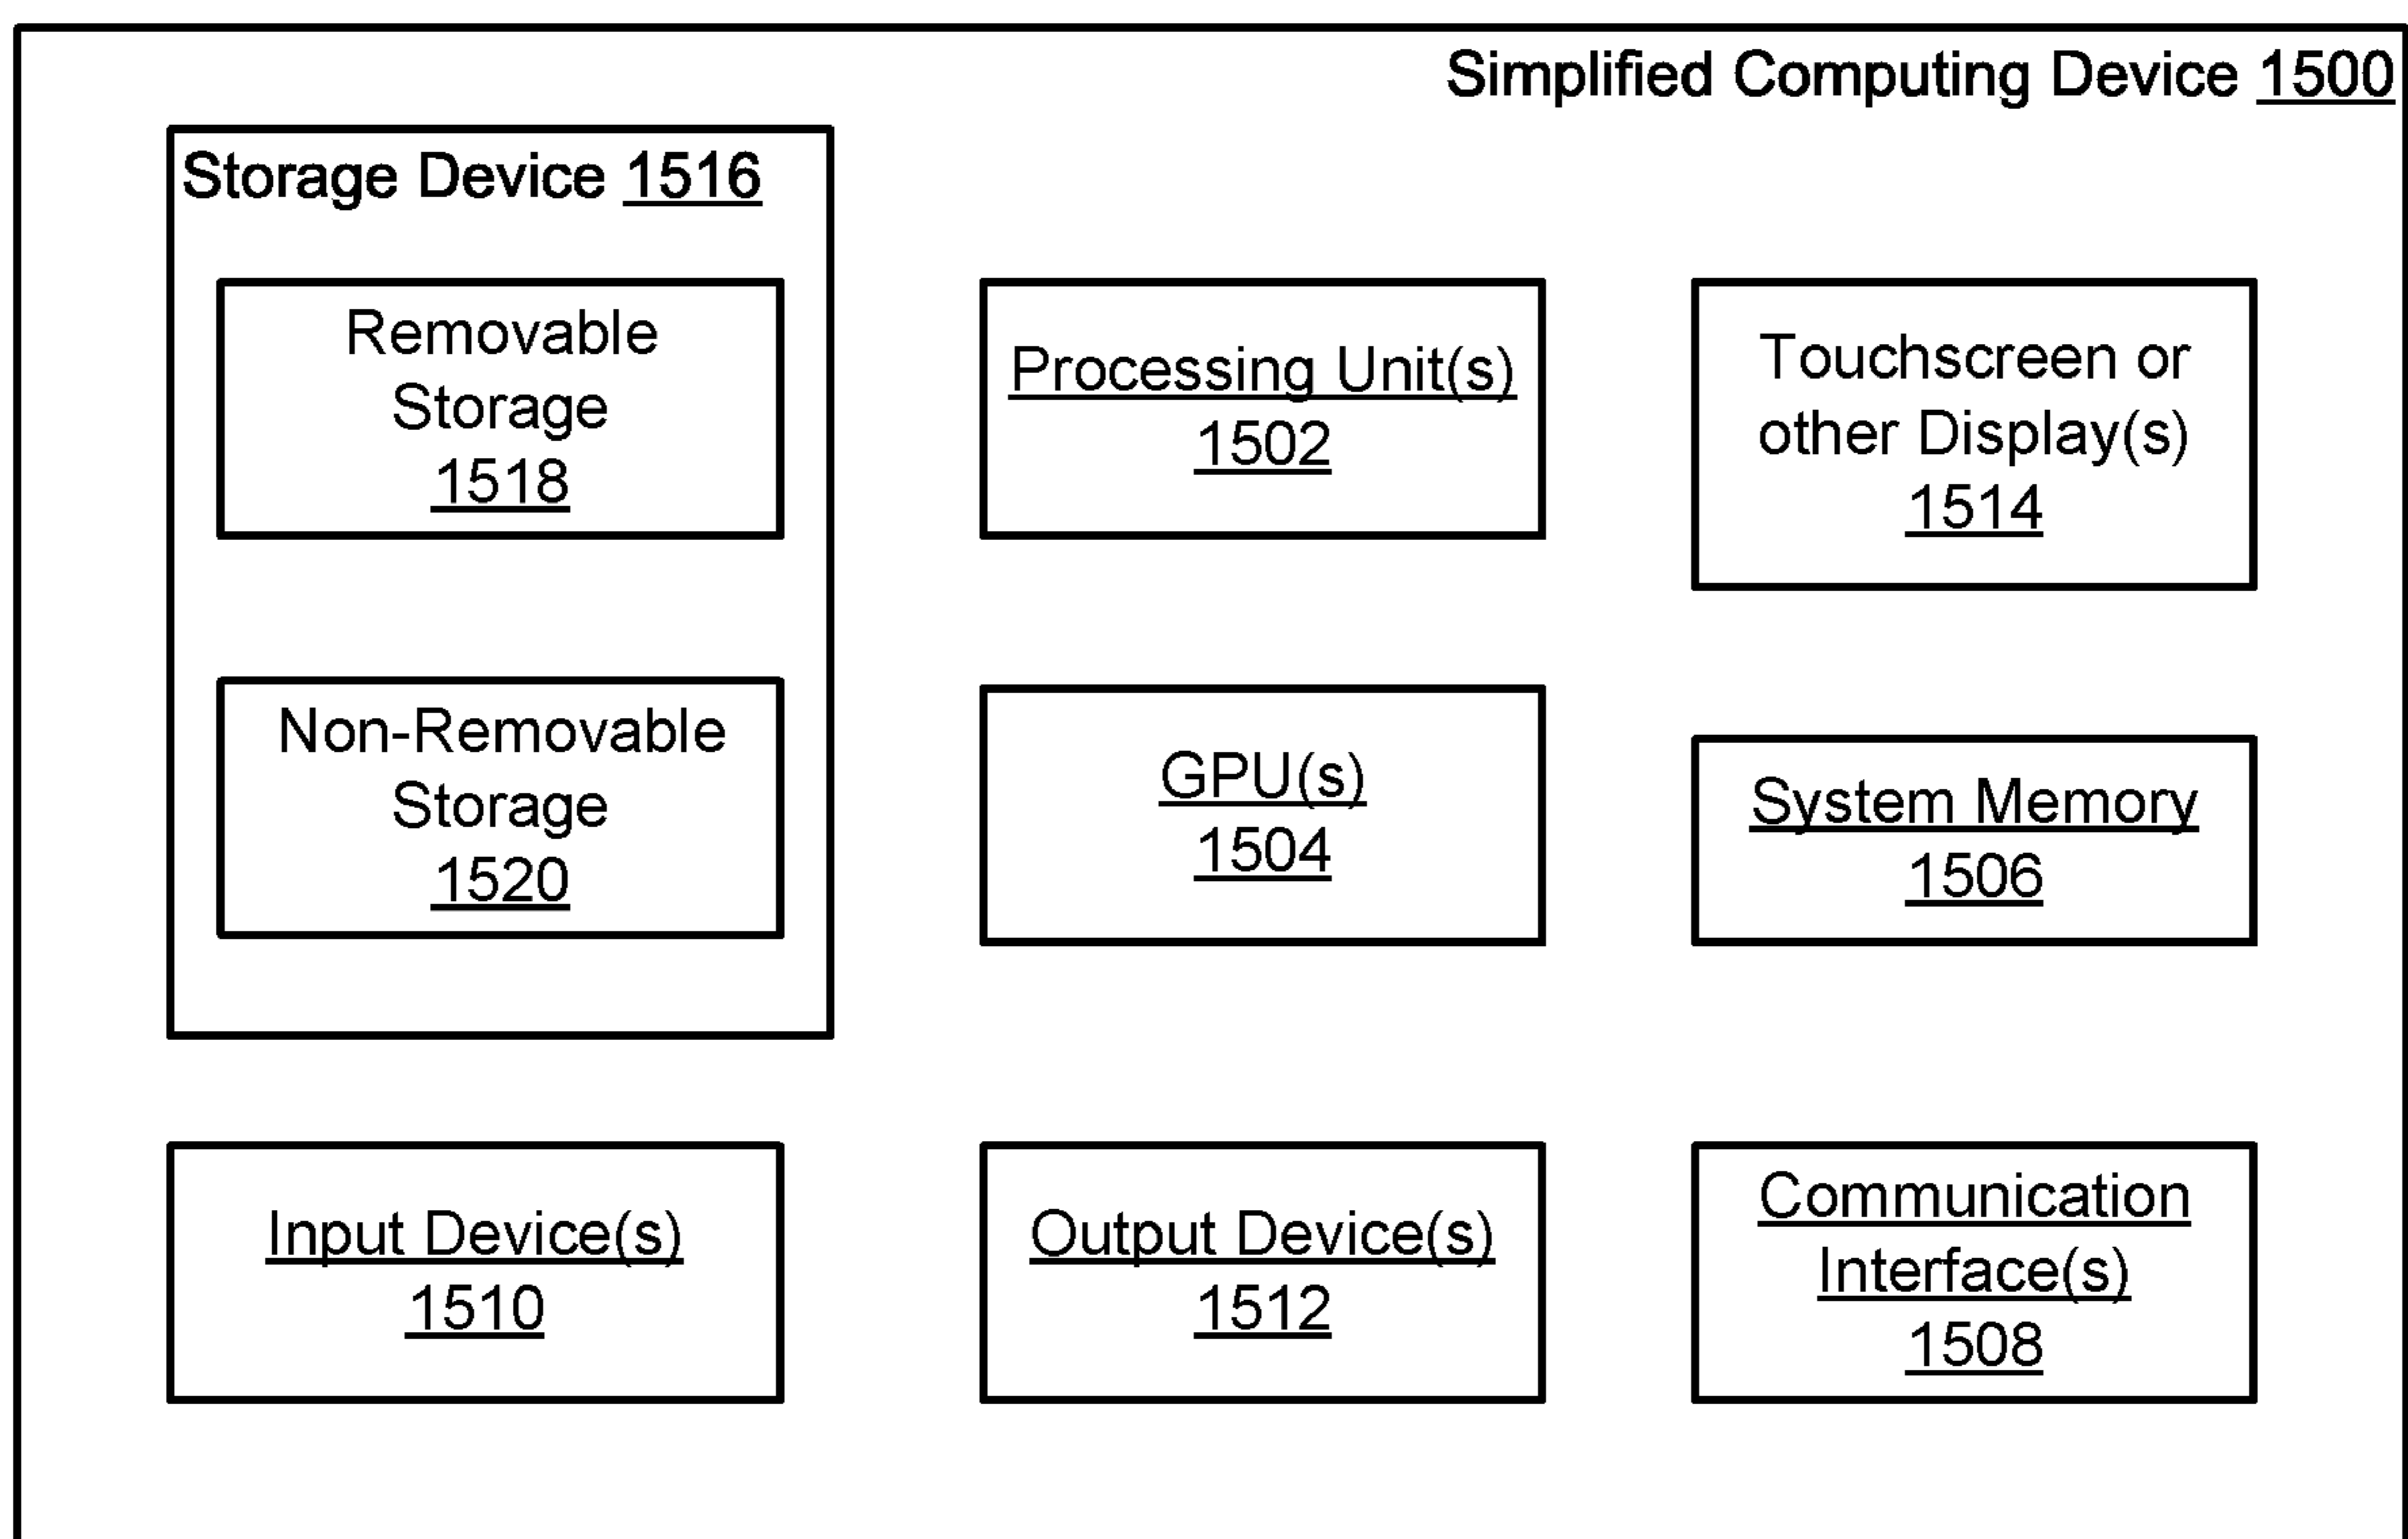 Simplified Computing Device 1500
Storage Device 1516
Removable
Storage
1518
Processing Unit(s)
1502
Touchscreen or
other Display(s)
1514
Non-Removable
Storage
1520
GPU(s)
1504
System Memory
1506
Input Device(s)
1510
Output Device(s)
1512
Communication
Interface(s)
1508